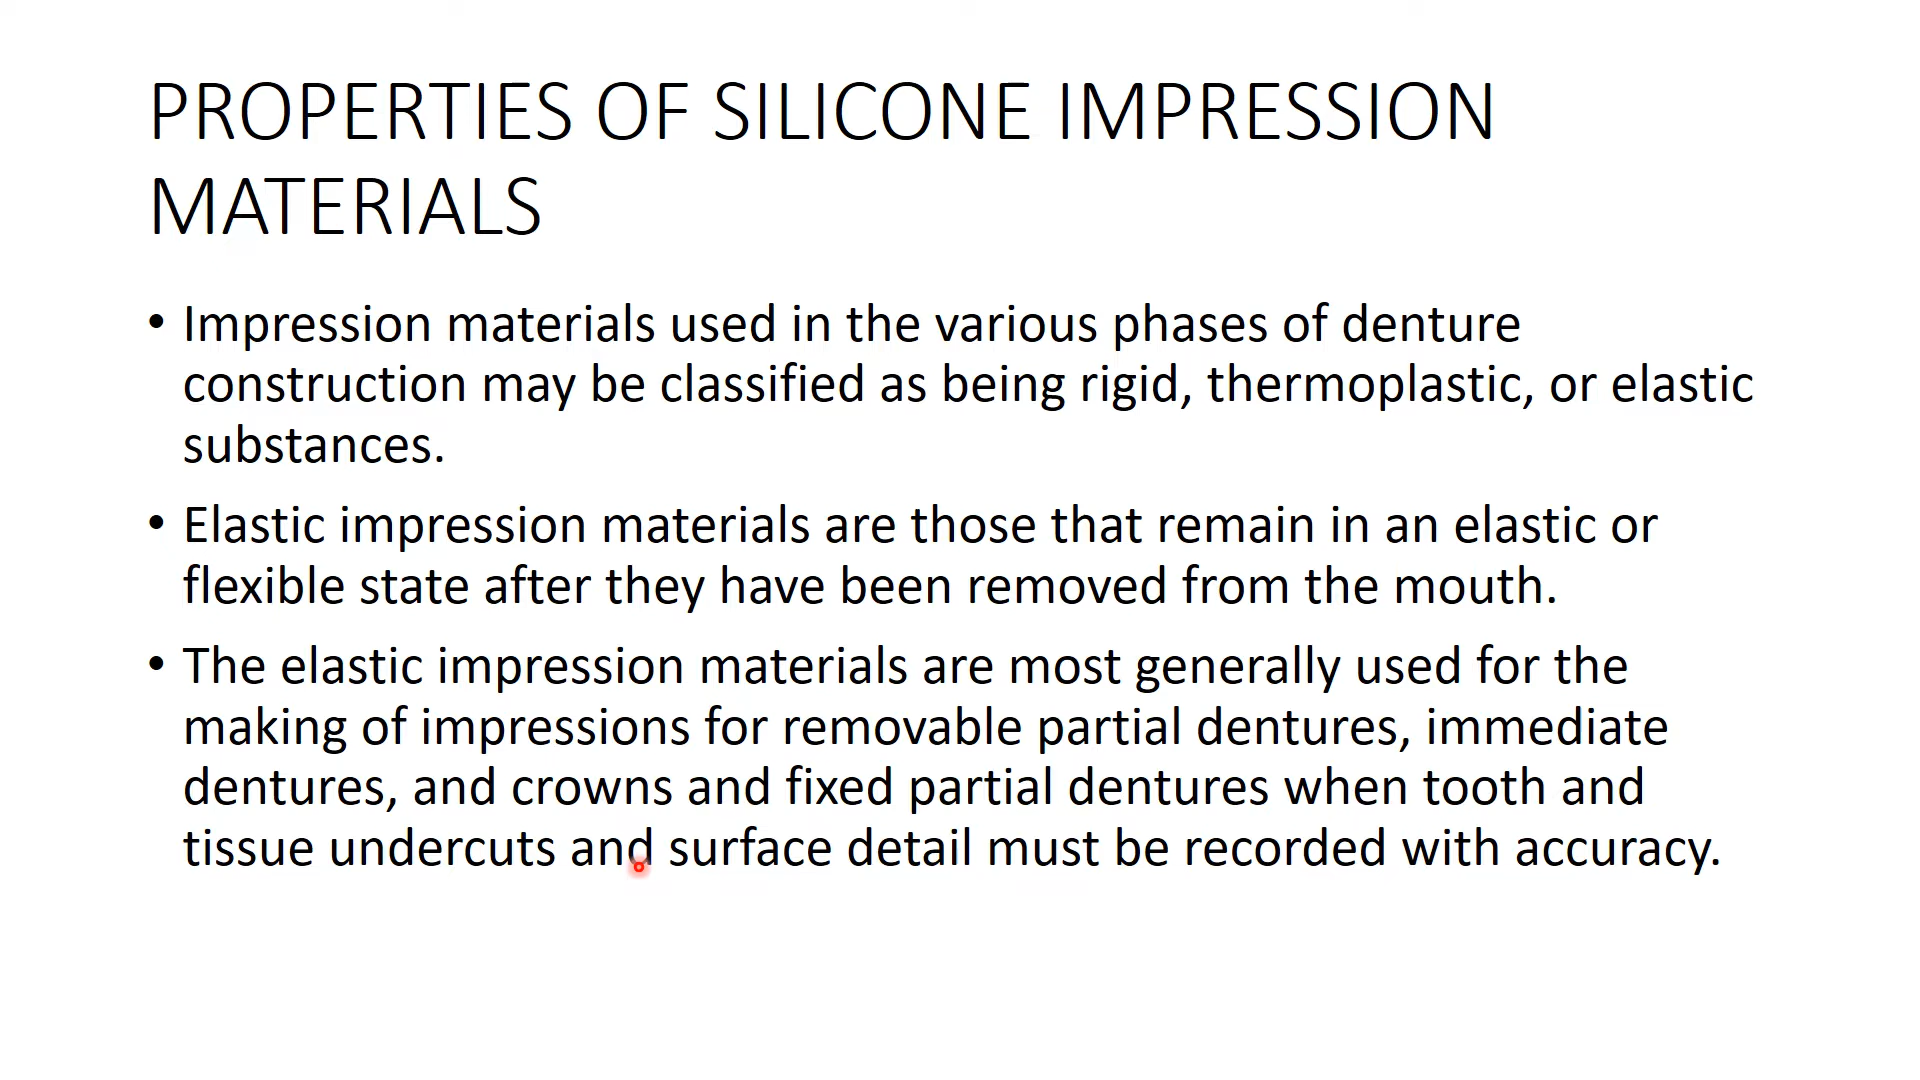 PROPERTIES OF SILICONE IMPRESSION
MATERIALS
• Impression materials used in the various phases of denture
construction may be classified as being rigid, thermoplastic, or elastic
substances.
• Elastic impression materials are those that remain in an elastic or
flexible state after they have been removed from the mouth.
• The elastic impression materials are most generally used for the
making of impressions for removable partial dentures, immediate
dentures, and crowns and fixed partial dentures when tooth and
tissue undercuts and surface detail must be recorded with accuracy.